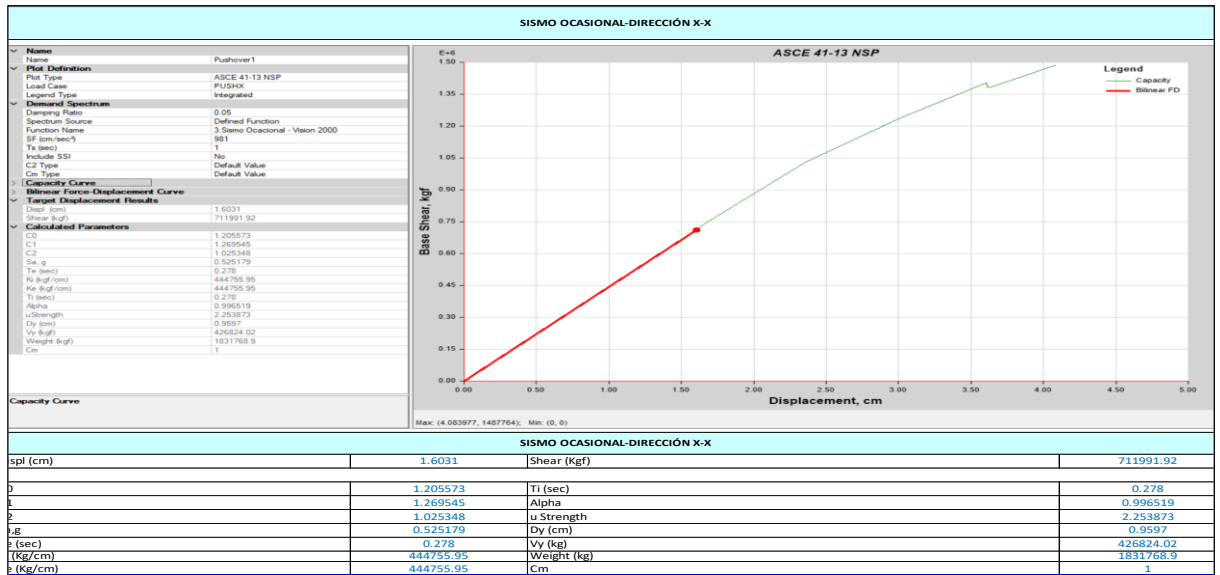 SISMO OCASIONAL-DIRECCIÓN X-X
Name
Name Pushover1
Plot Definition
Plot Type ASCE 41-13 NSP
Load Case PUSHX
Legend Type Integrated
Demand Spectrum
Damping Ratio 0.05
Spectrum Source Defined Function
Function Name 3.Sismo Ocacional - Vision 2000
SF (cm/sec²) 981
Ts (sec) 1
Include SSI No
C2 Type Default Value
Cm Type Default Value
Capacity Curve
Bilinear Force-Displacement Curve
Target Displacement Results
Displ. (cm) 1.6031
Shear (kgf) 711991.92
Calculated Parameters
C0 1.205573
C1 1.269545
C2 1.025348
Sa, g 0.525179
Te (sec) 0.278
Ki (kgf/cm) 444755.95
Ke (kgf/cm) 444755.95
Ti (sec) 0.278
Alpha 0.996519
uStrength 2.253873
Dy (cm) 0.9597
Vy (kgf) 426824.02
Weight (kgf) 1831768.9
Cm 1
Capacity Curve
ASCE 41-13 NSP
E+6
1.50
1.35
1.20
1.05
0.90
0.75
0.60
0.45
0.30
0.15
0.00
Base Shear, kgf
Legend
Capacity
Bilinear FD
0.00 0.50 1.00 1.50 2.00 2.50 3.00 3.50 4.00 4.50 5.00
Displacement, cm
Max: (4.083977, 1487764); Min: (0, 0)
SISMO OCASIONAL-DIRECCIÓN X-X
spl (cm) 1.6031 Shear (Kgf) 711991.92
0 1.205573 Ti (sec) 0.278
1 1.269545 Alpha 0.996519
2 1.025348 u Strength 2.253873
,g 0.525179 Dy (cm) 0.9597
e (sec) 0.278 Vy (kg) 426824.02
(Kg/cm) 444755.95 Weight (kg) 1831768.9
e (Kg/cm) 444755.95 Cm 1